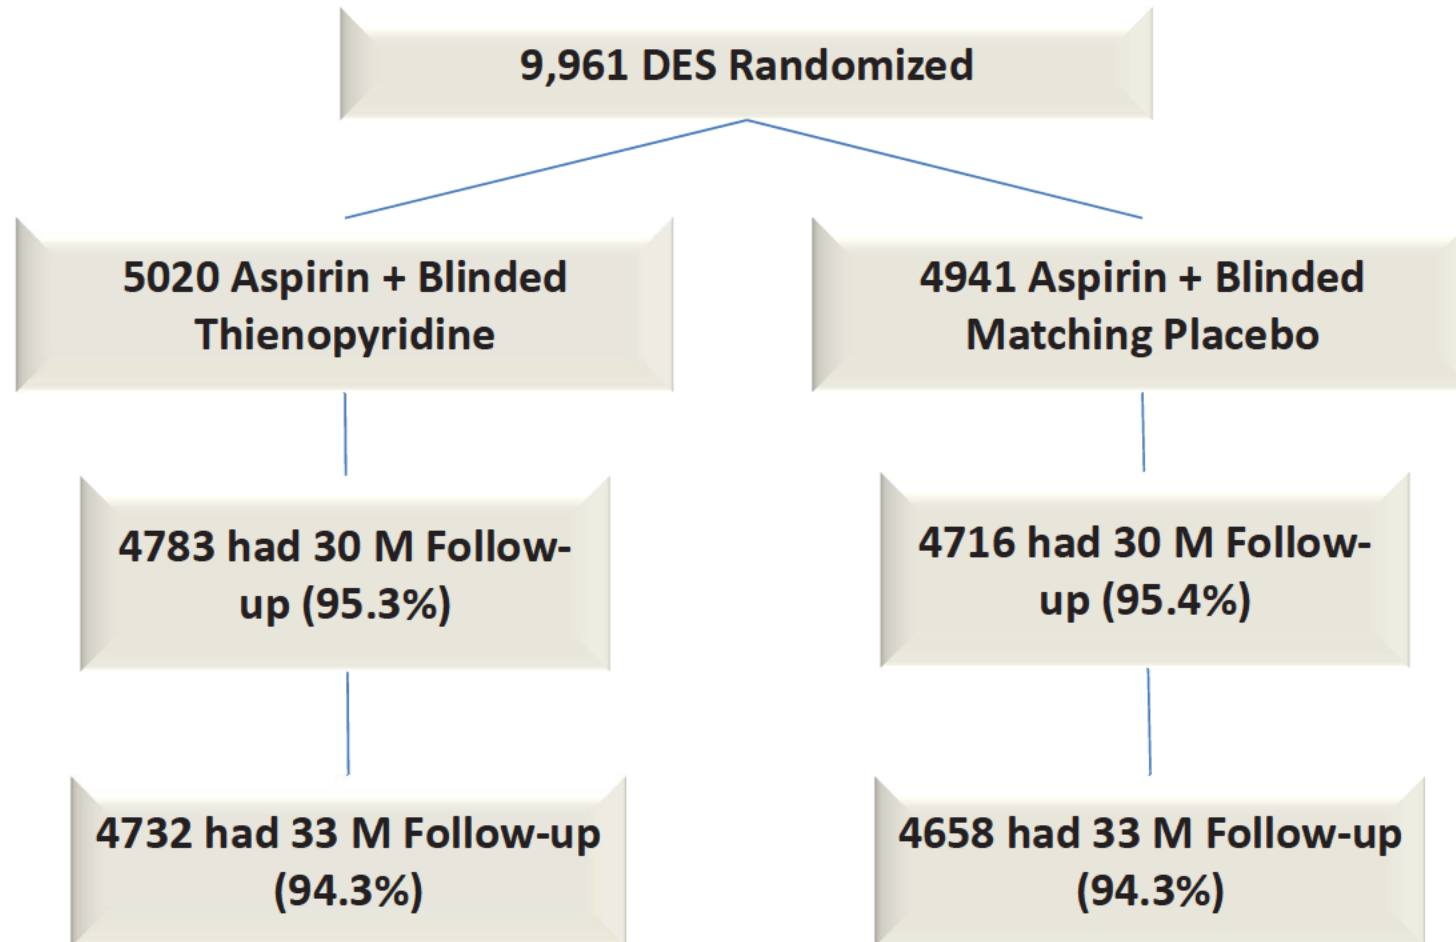 9,961 DES Randomized
5020 Aspirin + Blinded
Thienopyridine
4941 Aspirin + Blinded
Matching Placebo
4783 had 30 M Follow-
up (95.3%)
4716 had 30 M Follow-
up (95.4%)
4732 had 33 M Follow-up
(94.3%)
4658 had 33 M Follow-up
(94.3%)